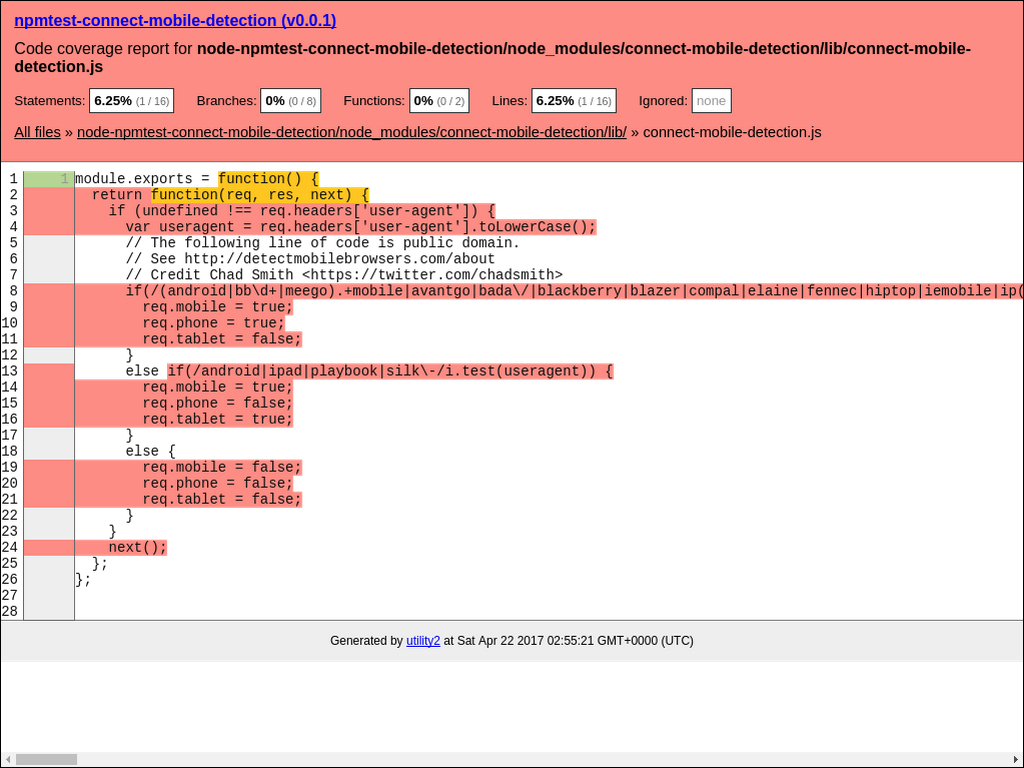 npmtest-connect-mobile-detection (v0.0.1)
Code coverage report for node-npmtest-connect-mobile-detection/node_modules/connect-mobile-detection/lib/connect-mobile-
detection.js
Statements: 6.25% (1 / 16) Branches: 0% (0 / 8) Functions: 0% (0 / 2) Lines: 6.25% (1 / 16) Ignored: none
All files » node-npmtest-connect-mobile-detection/node_modules/connect-mobile-detection/lib/ » connect-mobile-detection.js
1 1 module.exports = function() {
2   return function(req, res, next) {
3     if (undefined !== req.headers['user-agent']) {
4       var useragent = req.headers['user-agent'].toLowerCase();
5       // The following line of code is public domain.
6       // See http://detectmobilebrowsers.com/about
7       // Credit Chad Smith <https://twitter.com/chadsmith>
8       if(/(android|bb\d+|meego).+mobile|avantgo|bada\/|blackberry|blazer|compal|elaine|fennec|hiptop|iemobile|ip(
9         req.mobile = true;
10         req.phone = true;
11         req.tablet = false;
12       }
13       else if(/android|ipad|playbook|silk\-/i.test(useragent)) {
14         req.mobile = true;
15         req.phone = false;
16         req.tablet = true;
17       }
18       else {
19         req.mobile = false;
20         req.phone = false;
21         req.tablet = false;
22       }
23     }
24     next();
25   };
26 };
27
28
Generated by utility2 at Sat Apr 22 2017 02:55:21 GMT+0000 (UTC)